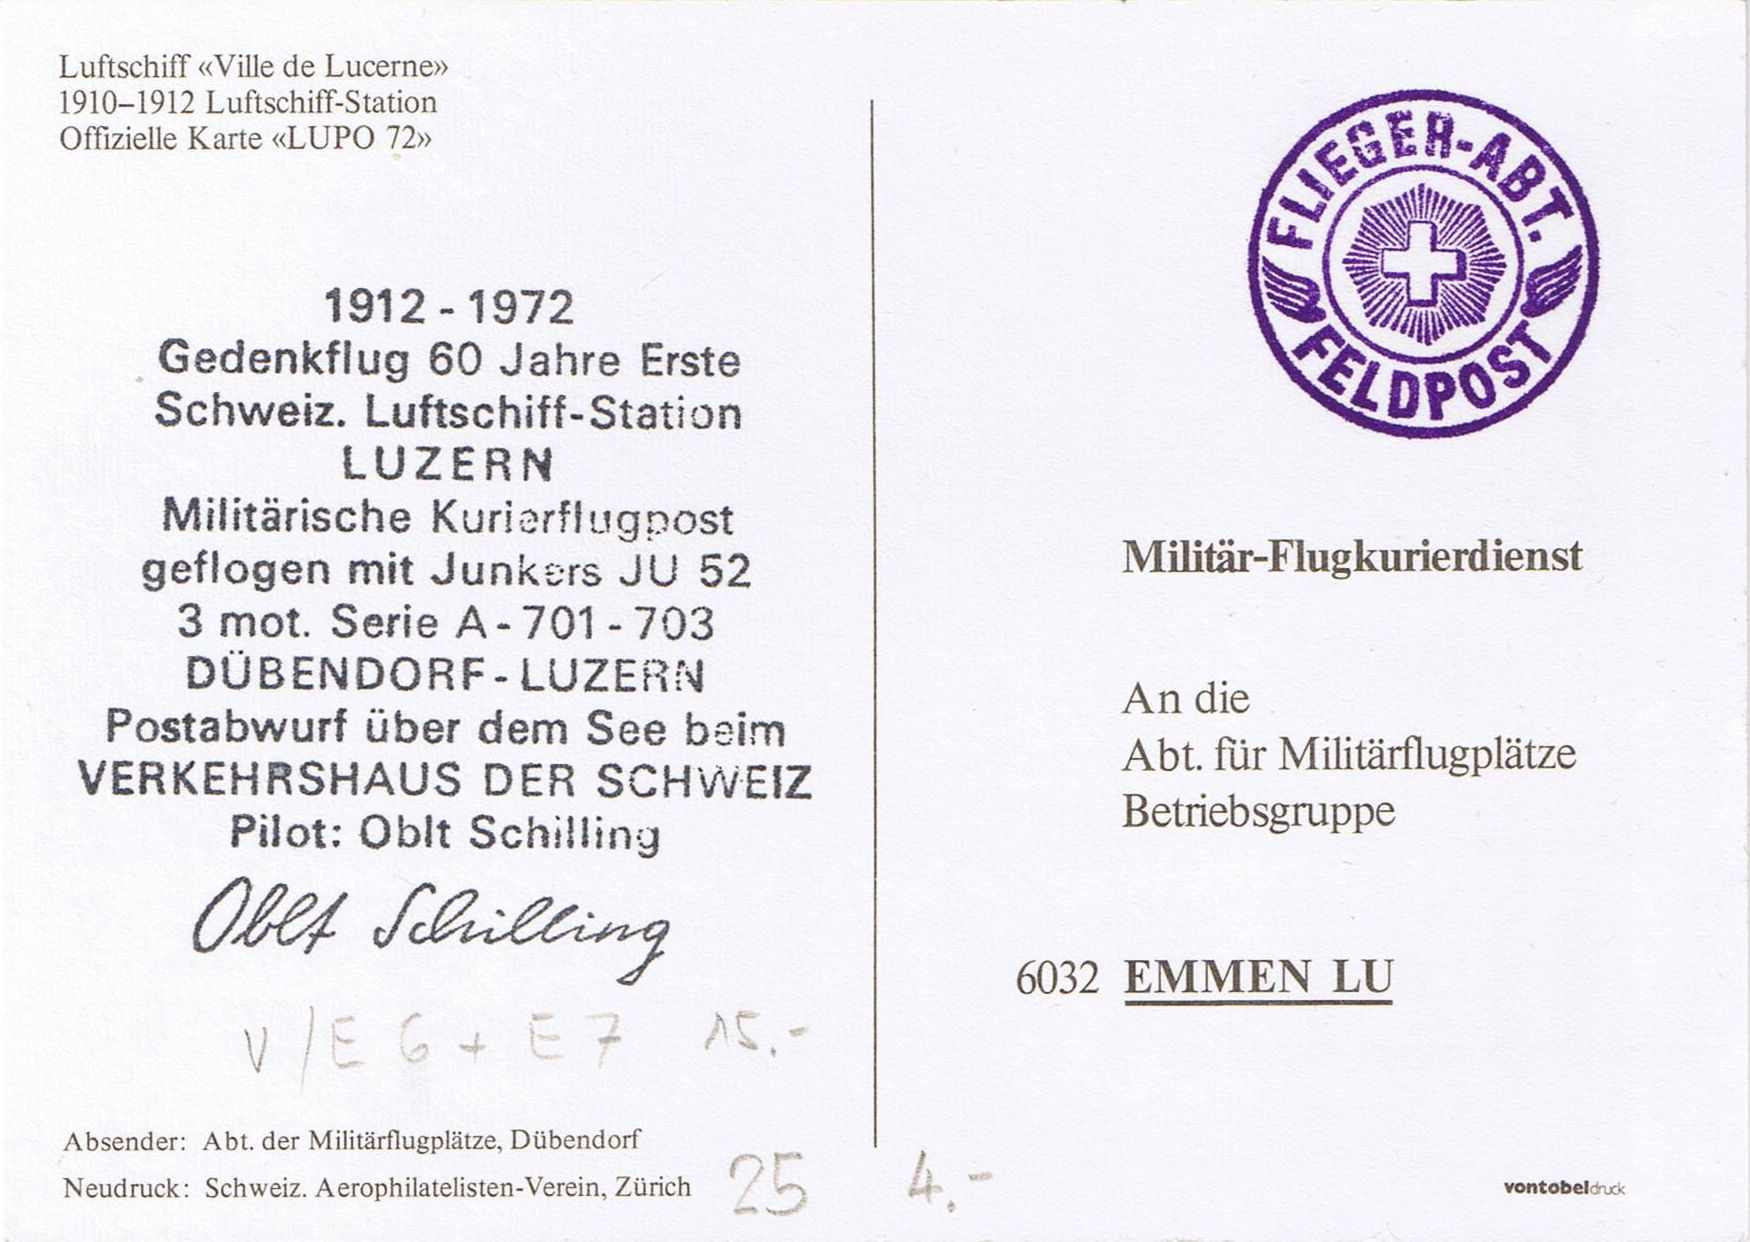 Luftschiff «Ville de Lucerne»
1910–1912 Luftschiff-Station
Offizielle Karte «LUPO 72»
FLIEGER-ABT.
FELDPOST
1912 - 1972
Gedenkflug 60 Jahre Erste
Schweiz. Luftschiff-Station
LUZERN
Militärische Kurierflugpost
geflogen mit Junkers JU 52
3 mot. Serie A - 701 - 703
DÜBENDORF - LUZERN
Postabwurf über dem See beim
VERKEHRSHAUS DER SCHWEIZ
Pilot: Oblt Schilling
Oblt Schilling
V/E 6 + E 7 15.-
Militär-Flugkurierdienst
An die
Abt. für Militärflugplätze
Betriebsgruppe
6032 EMMEN LU
Absender: Abt. der Militärflugplätze, Dübendorf
Neudruck: Schweiz. Aerophilatelisten-Verein, Zürich
25
4.-
vontobeldruck